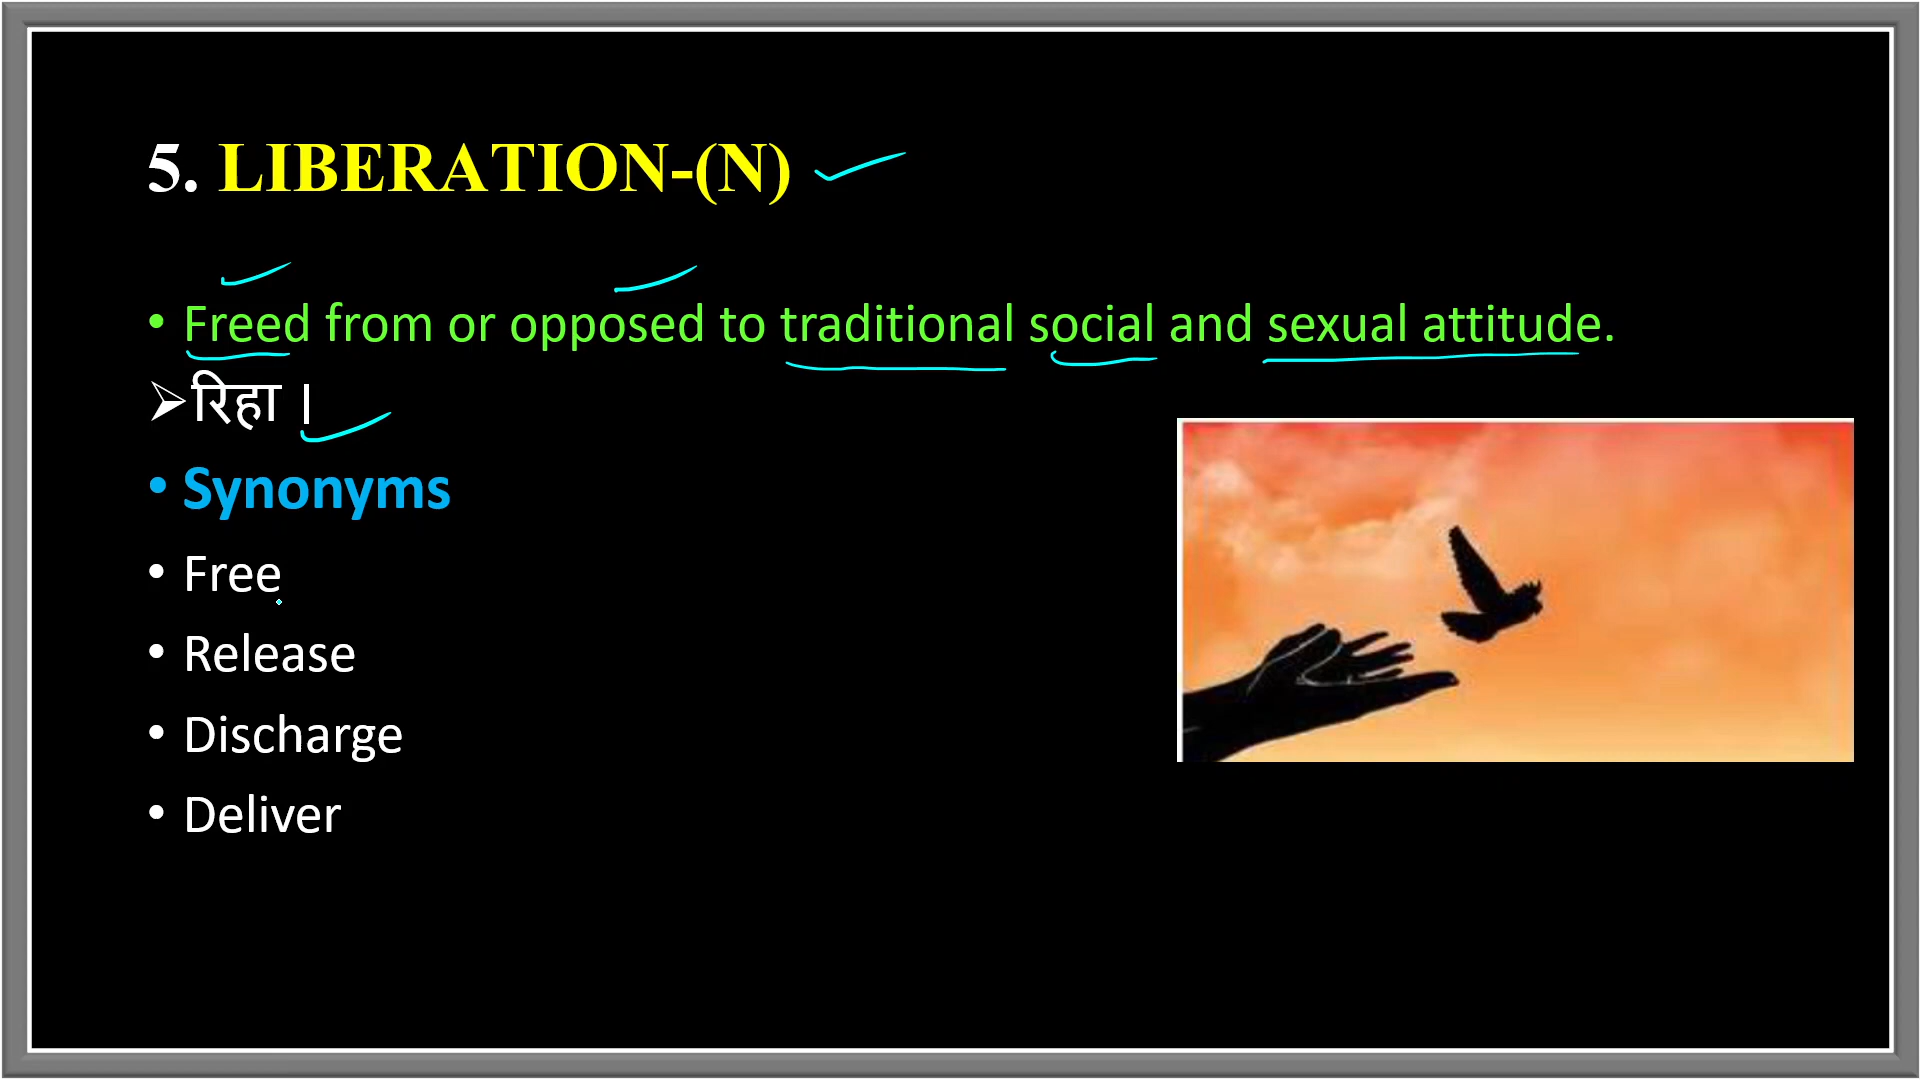 5. LIBERATION-(N)
• Freed from or opposed to traditional social and sexual attitude.
➢रिहा ।
• Synonyms
• Free
• Release
• Discharge
• Deliver